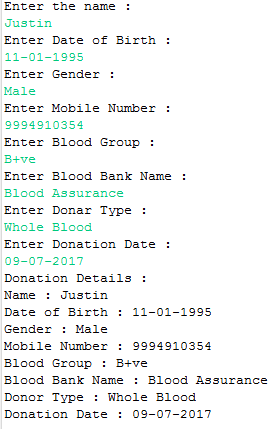 Enter the name :
Justin
Enter Date of Birth :
11-01-1995
Enter Gender :
Male
Enter Mobile Number :
9994910354
Enter Blood Group :
B+ve
Enter Blood Bank Name :
Blood Assurance
Enter Donar Type :
Whole Blood
Enter Donation Date :
09-07-2017
Donation Details :
Name : Justin
Date of Birth : 11-01-1995
Gender : Male
Mobile Number : 9994910354
Blood Group : B+ve
Blood Bank Name : Blood Assurance
Donor Type : Whole Blood
Donation Date : 09-07-2017